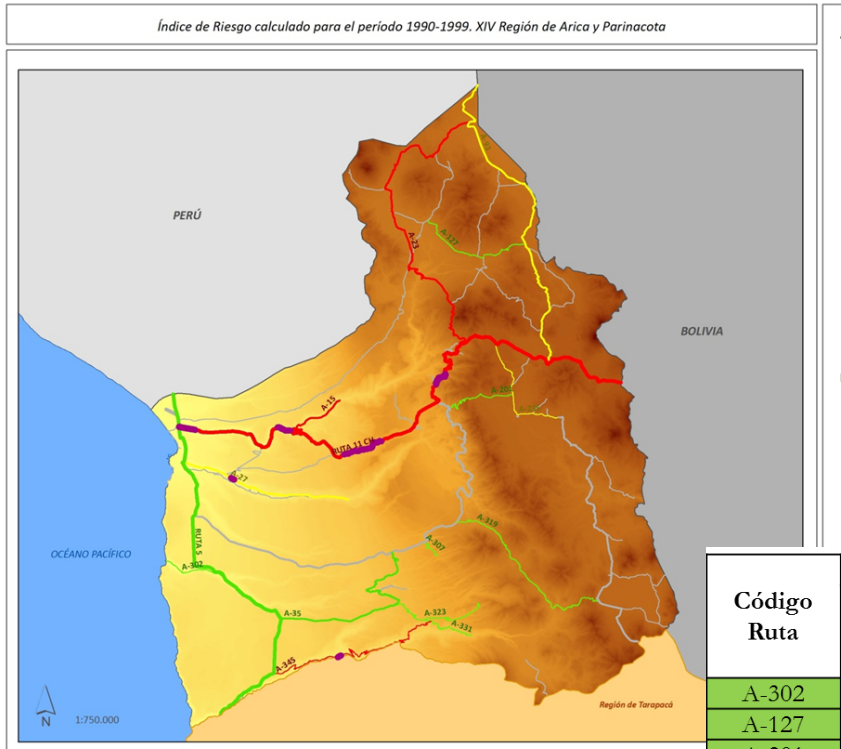 Índice de Riesgo calculado para el período 1990-1999. XIV Región de Arica y Parinacota
PERÚ
A-23
A-127
BOLIVIA
A-15
RUTA 11 CH
A-27
A-319
OCÉANO PACÍFICO
RUTA 5
A-307
A-302
A-35
A-323
A-331
A-345
N
1:750.000
Región de Tarapacá
Código
Ruta
A-302
A-127